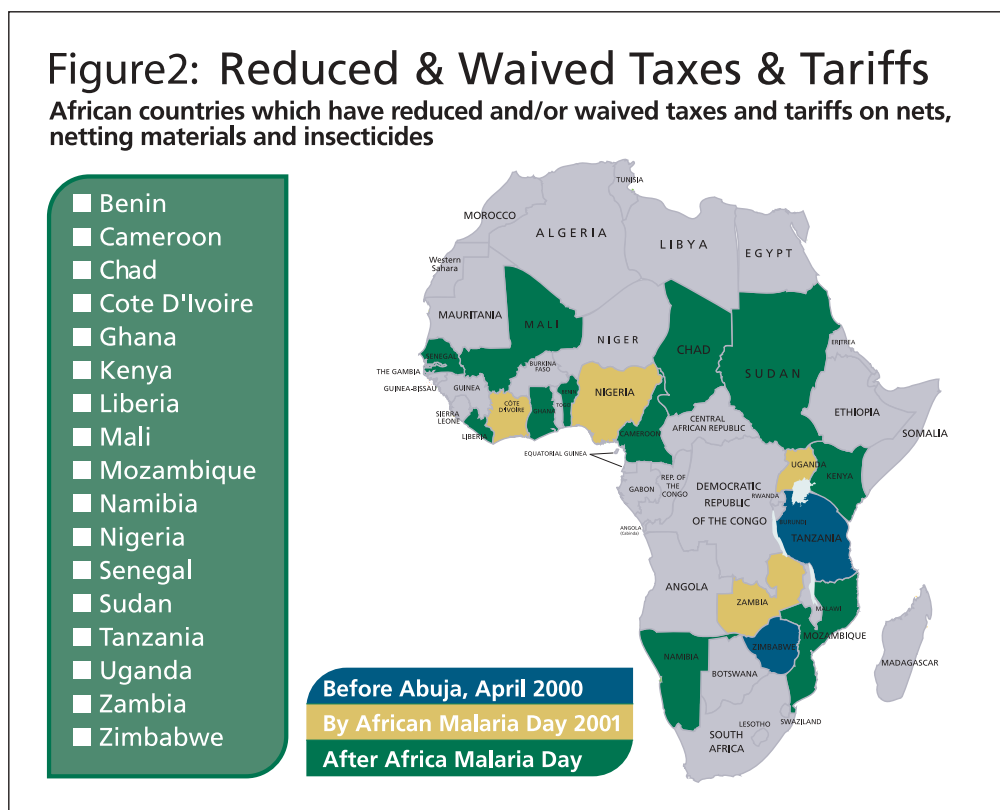 Figure2: Reduced & Waived Taxes & Tariffs
African countries which have reduced and/or waived taxes and tariffs on nets,
netting materials and insecticides
Benin
Cameroon
Chad
Cote D'Ivoire
Ghana
Kenya
Liberia
Mali
Mozambique
Namibia
Nigeria
Senegal
Sudan
Tanzania
Uganda
Zambia
Zimbabwe
TUNISIA
MOROCCO
ALGERIA
LIBYA
EGYPT
Western
Sahara
MAURITANIA
MALI
NIGER
CHAD
SUDAN
ERITREA
SENEGAL
THE GAMBIA
GUINEA-BISSAU
GUINEA
SIERRA
LEONE
LIBERIA
CÔTE
D'IVOIRE
BURKINA
FASO
GHANA
TOGO
BENIN
NIGERIA
CAMEROON
CENTRAL
AFRICAN REPUBLIC
ETHIOPIA
SOMALIA
EQUATORIAL GUINEA
GABON
REP. OF
THE
CONGO
DEMOCRATIC
REPUBLIC
OF THE CONGO
UGANDA
KENYA
RWANDA
BURUNDI
TANZANIA
ANGOLA
(Cabinda)
ANGOLA
ZAMBIA
MALAWI
MOZAMBIQUE
ZIMBABWE
NAMIBIA
BOTSWANA
MADAGASCAR
SWAZILAND
LESOTHO
SOUTH
AFRICA
Before Abuja, April 2000
By African Malaria Day 2001
After Africa Malaria Day